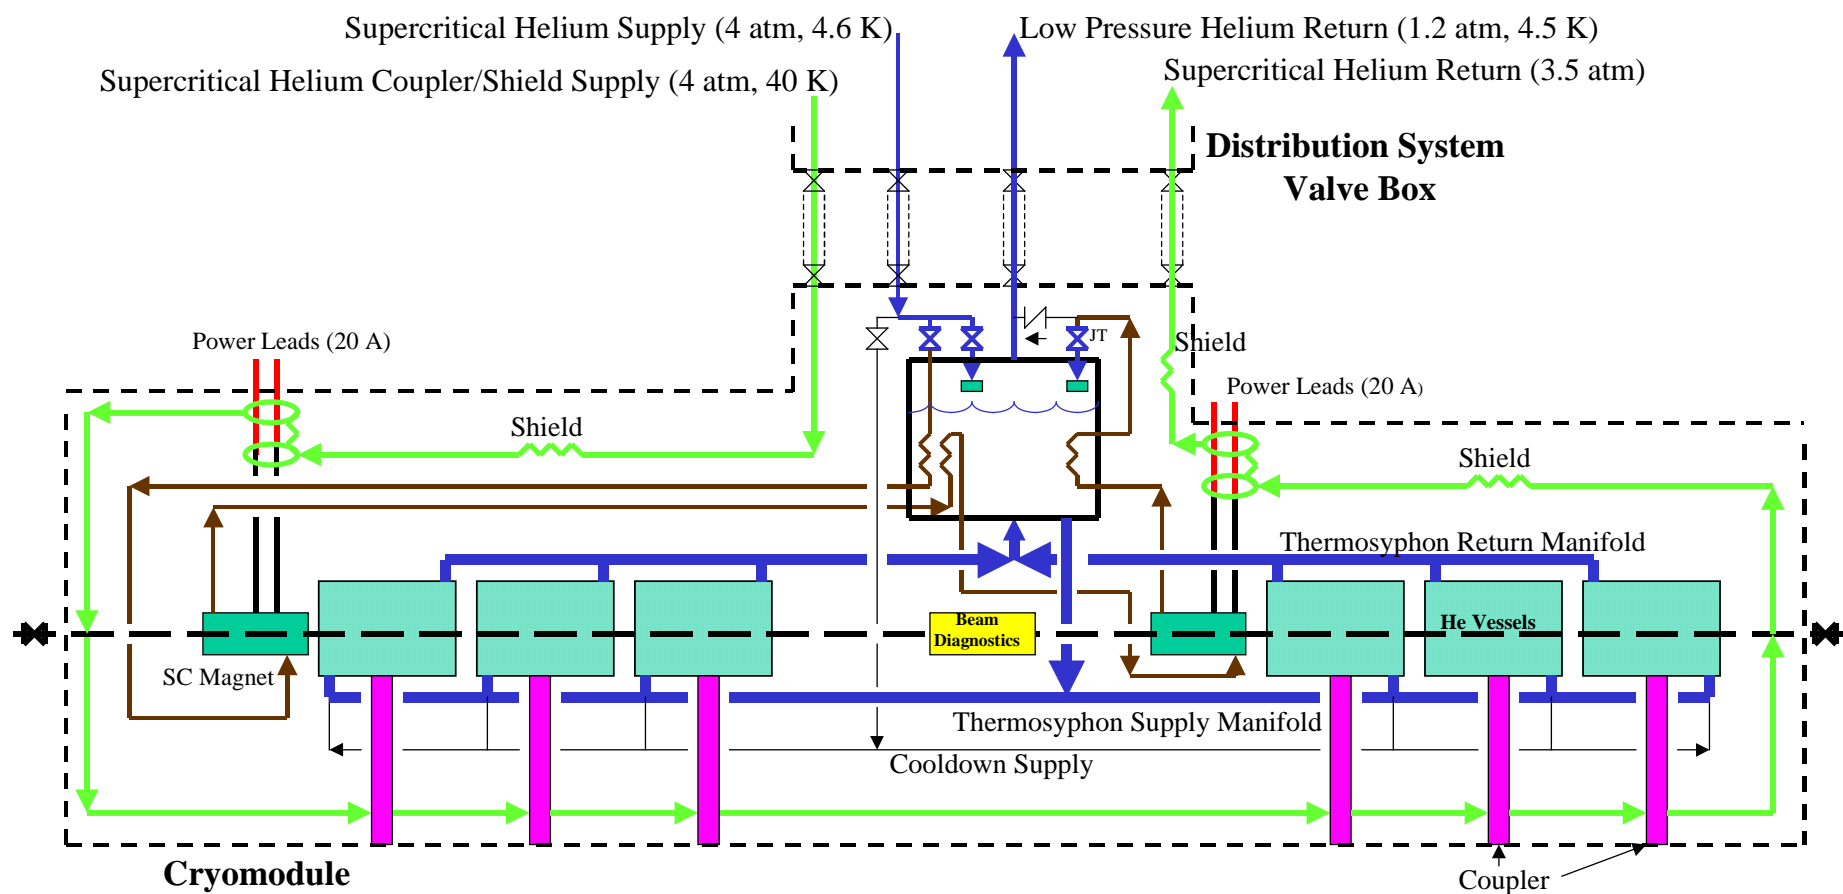 Supercritical Helium Supply (4 atm, 4.6 K)
Low Pressure Helium Return (1.2 atm, 4.5 K)
Supercritical Helium Coupler/Shield Supply (4 atm, 40 K)
Supercritical Helium Return (3.5 atm)
Distribution System
Valve Box
Power Leads (20 A)
JT
Shield
Power Leads (20 A)
Shield
Shield
Thermosyphon Return Manifold
Beam
Diagnostics
He Vessels
SC Magnet
Thermosyphon Supply Manifold
Cooldown Supply
Cryomodule
Coupler